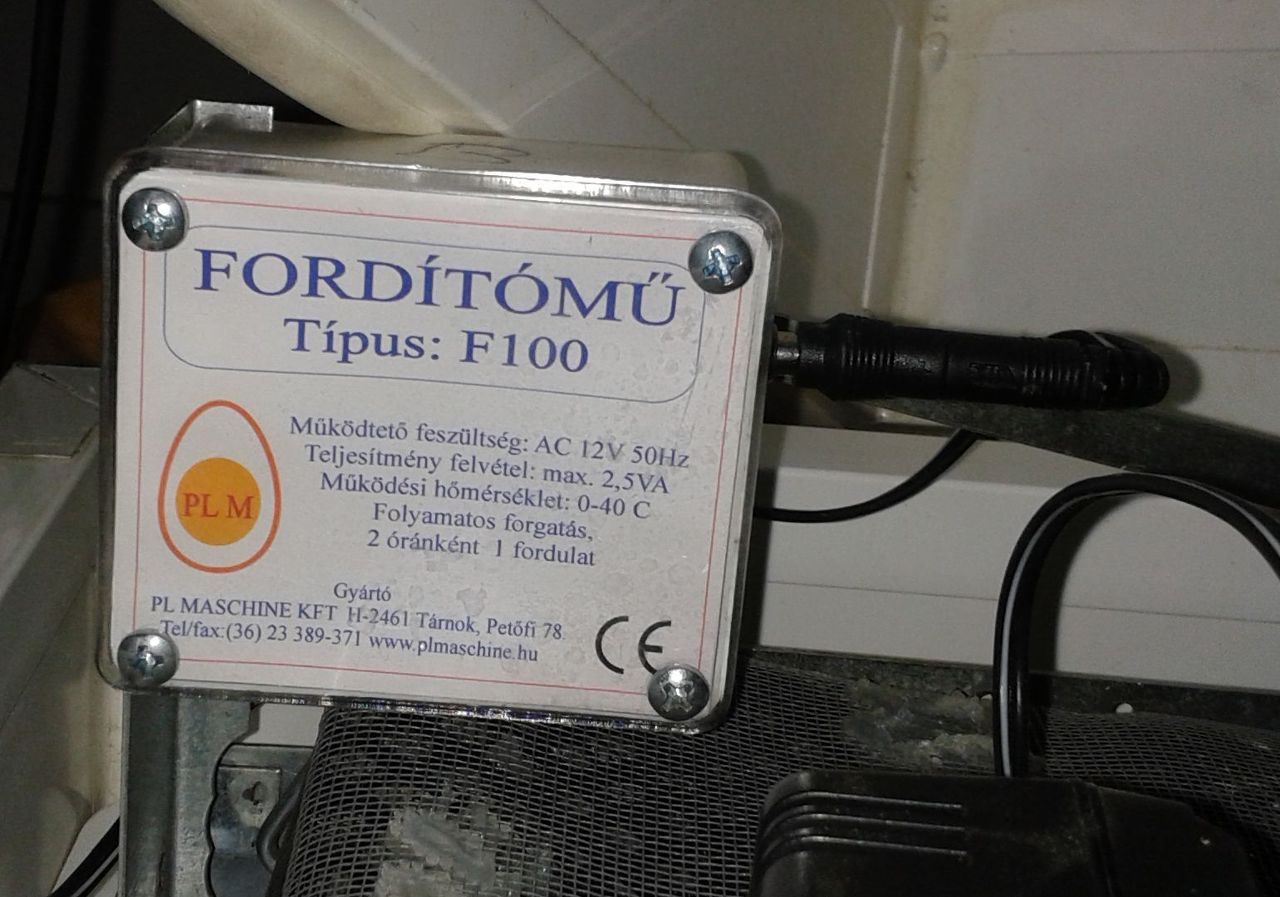 FORDÍTÓMŰ
Típus: F100
Működtető feszültség: AC 12V 50Hz
Teljesítmény felvétel: max. 2,5VA
Működési hőmérséklet: 0-40 C
Folyamatos forgatás,
2 óránként 1 fordulat
PL M
Gyártó
PL MASCHINE KFT H-2461 Tárnok, Petőfi 78.
Tel/fax:(36) 23 389-371 www.plmaschine.hu
CE